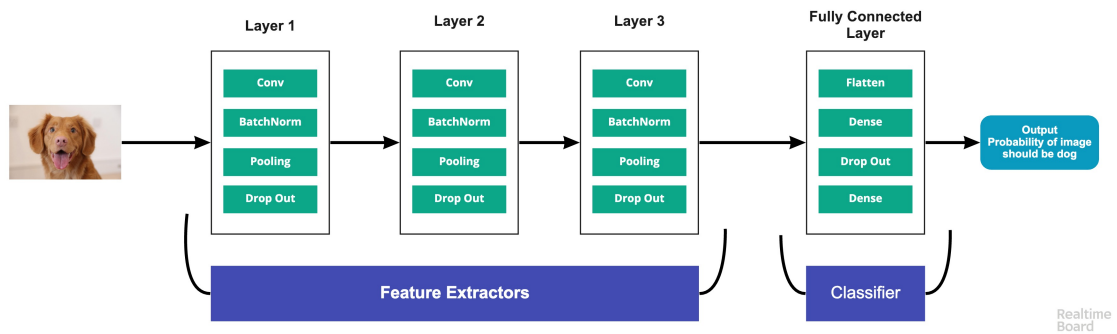 Layer 1
Conv
BatchNorm
Pooling
Drop Out
Layer 2
Conv
BatchNorm
Pooling
Drop Out
Layer 3
Conv
BatchNorm
Pooling
Drop Out
Fully Connected
Layer
Flatten
Dense
Drop Out
Dense
Output
Probability of image
should be dog
Feature Extractors
Classifier
Realtime
Board